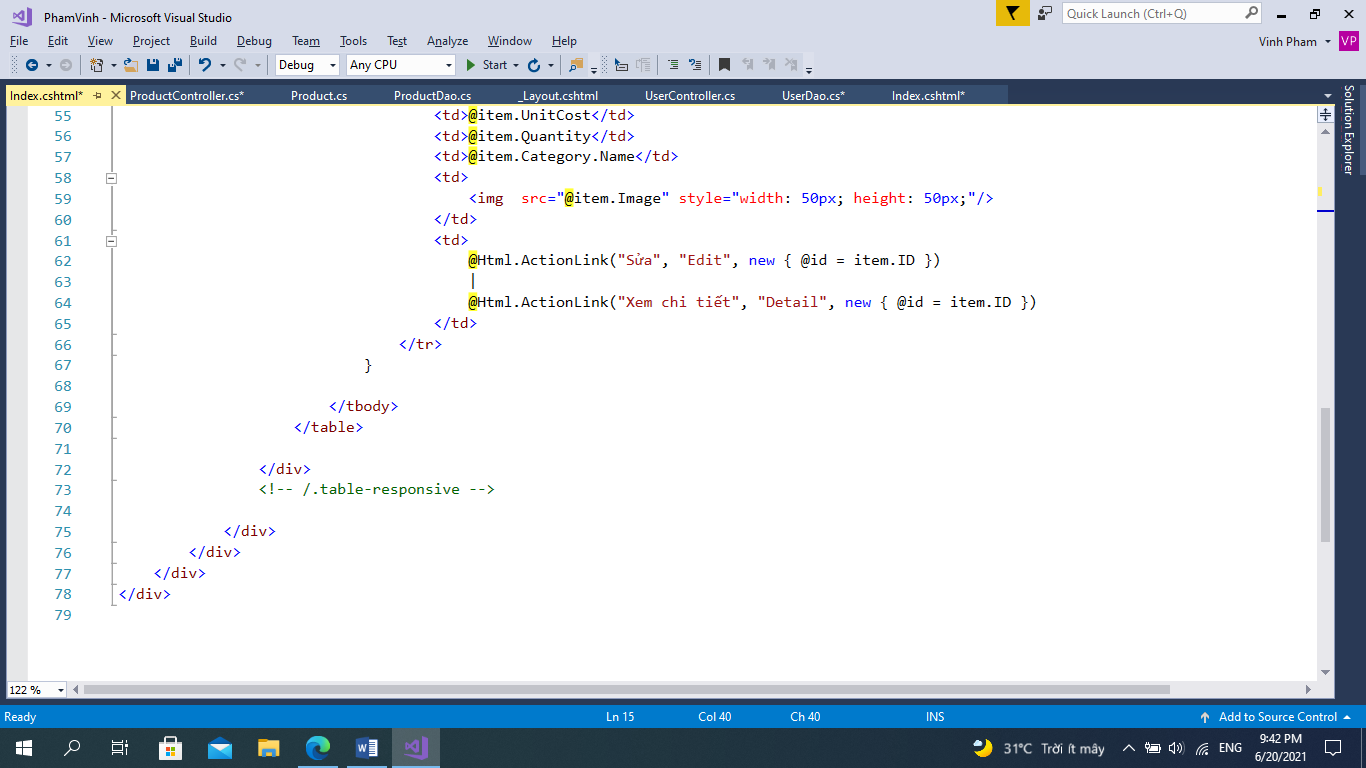 PhamVinh - Microsoft Visual Studio
Quick Launch (Ctrl+Q)
File Edit View Project Build Debug Team Tools Test Analyze Window Help
Vinh Pham VP
Debug Any CPU Start
Index.cshtml* ProductController.cs* Product.cs ProductDao.cs _Layout.cshtml UserController.cs UserDao.cs* Index.cshtml*
Solution Explorer
55 <td>@item.UnitCost</td>
56 <td>@item.Quantity</td>
57 <td>@item.Category.Name</td>
58 <td>
59 <img  src="@item.Image" style="width: 50px; height: 50px;"/>
60 </td>
61 <td>
62 @Html.ActionLink("Sửa", "Edit", new { @id = item.ID })
63 |
64 @Html.ActionLink("Xem chi tiết", "Detail", new { @id = item.ID })
65 </td>
66 </tr>
67 }
68
69 </tbody>
70 </table>
71
72 </div>
73 <!-- /.table-responsive -->
74
75 </div>
76 </div>
77 </div>
78 </div>
79
122 %
Ready Ln 15 Col 40 Ch 40 INS Add to Source Control
31°C Trời ít mây ENG 9:42 PM
6/20/2021